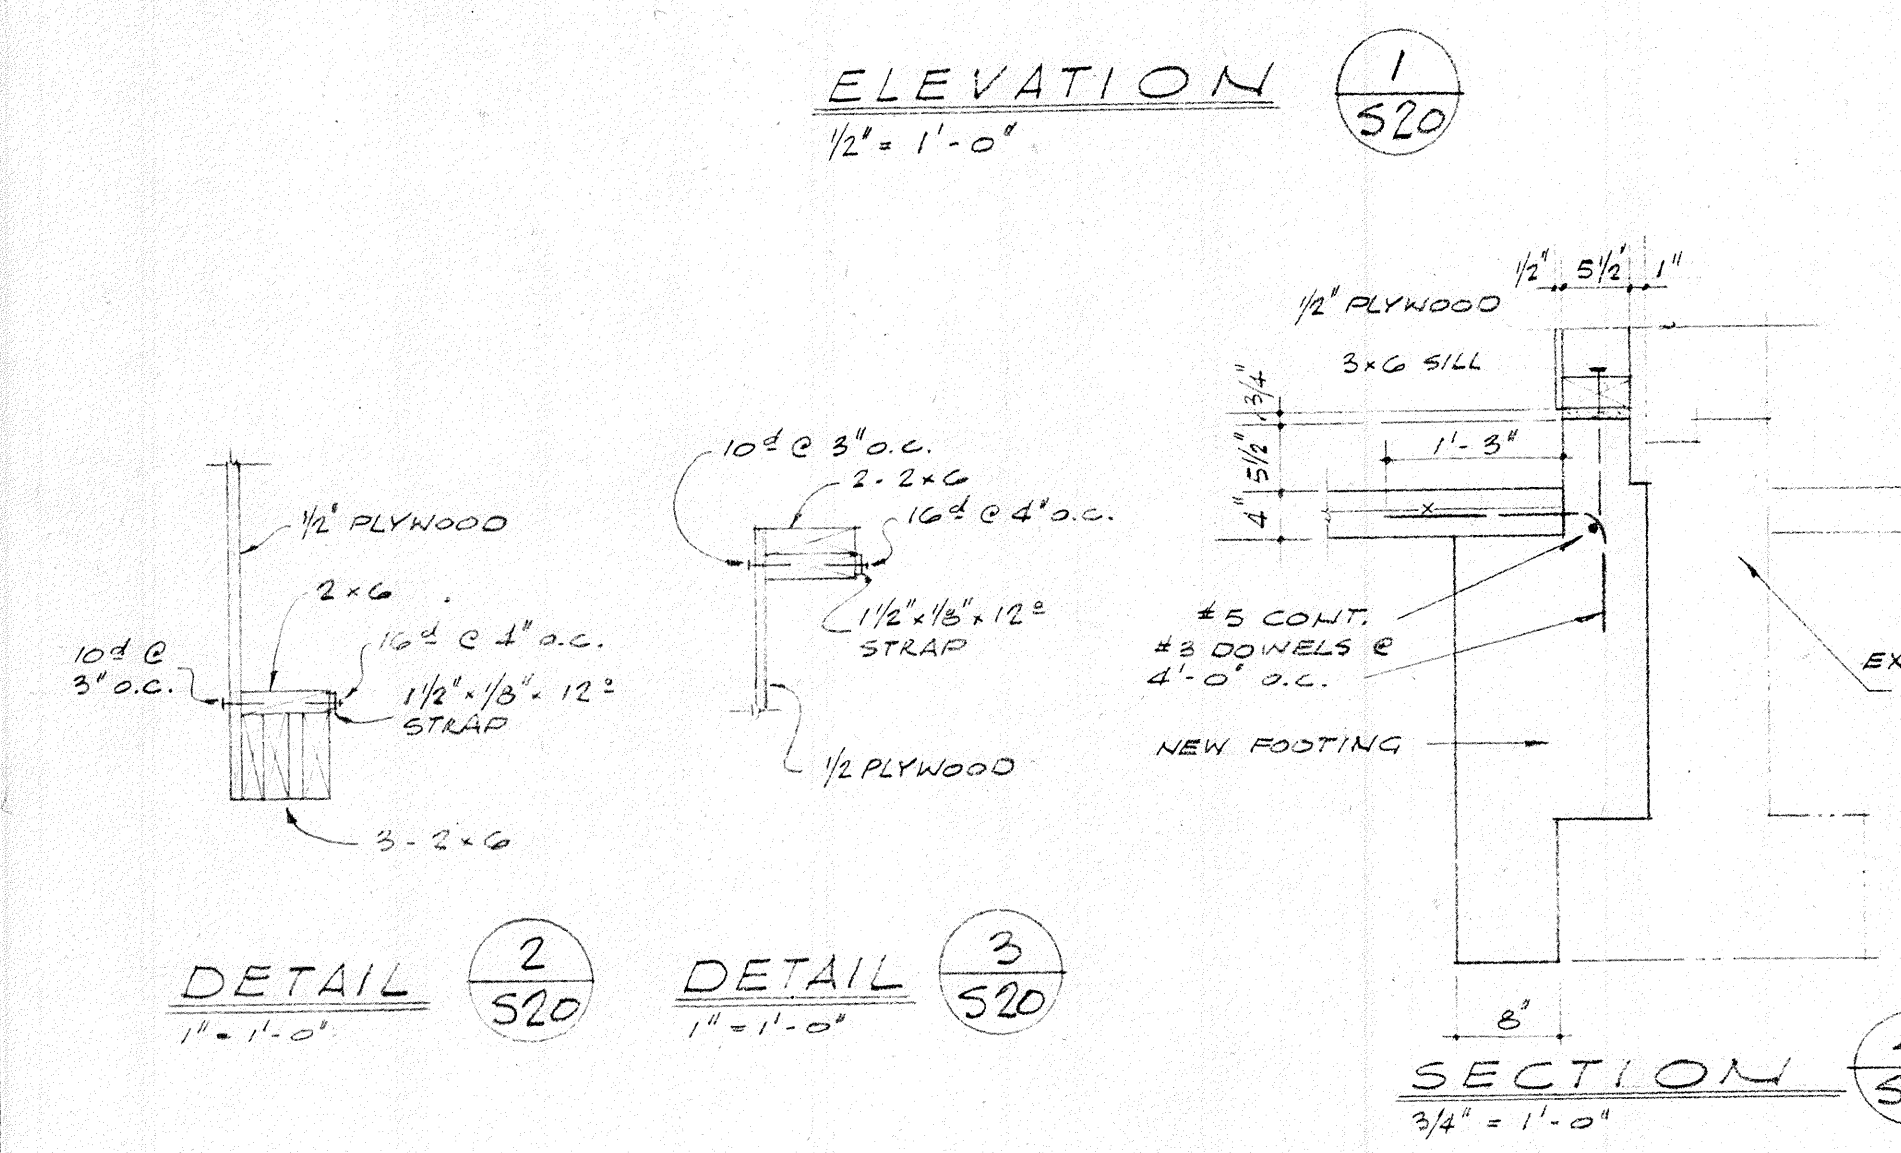 ELEVATION
1/2" = 1'-0"
1
S20
1/2" 5 1/2" 1"
1/2" PLYWOOD
3×6 SILL
3/4"
5 1/2"
4"
1'-3"
#5 CONT.
#3 DOWELS @
4'-0" O.C.
NEW FOOTING
8"
SECTION
3/4" = 1'-0"
1/2" PLYWOOD
2×6
16d @ 4" O.C.
10d @
3" O.C.
1 1/2" × 1/8" × 12ª
STRAP
3-2×6
DETAIL
1" = 1'-0"
2
S20
10d @ 3" O.C.
2-2×6
16d @ 4" O.C.
1 1/2" × 1/8" × 12ª
STRAP
1/2 PLYWOOD
DETAIL
1" = 1'-0"
3
S20